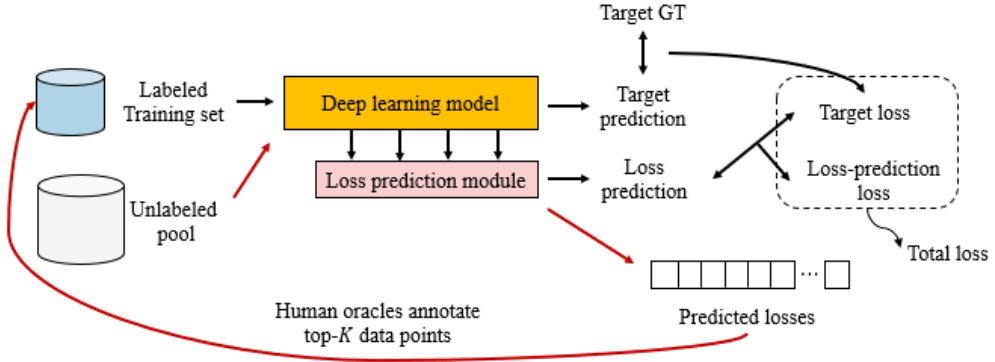 Target GT
Labeled
Training set
Deep learning model
Target
prediction
Target loss
Loss prediction module
Loss
prediction
Loss-prediction
loss
Unlabeled
pool
Total loss
...
Human oracles annotate
top-K data points
Predicted losses